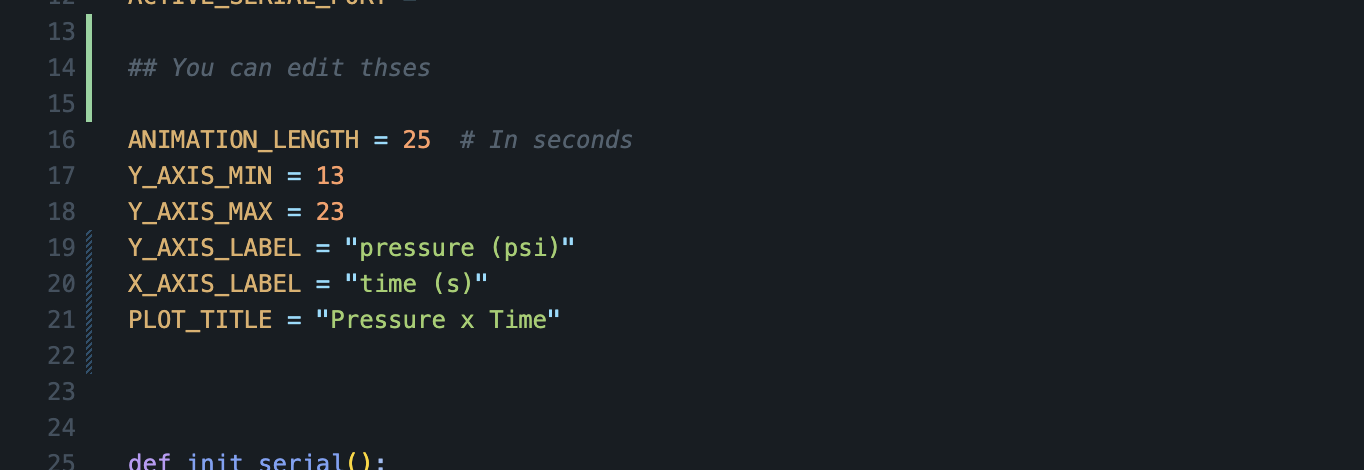 12 ACTIVE_SERIAL_PORT =
13
14 ## You can edit thses
15
16 ANIMATION_LENGTH = 25  # In seconds
17 Y_AXIS_MIN = 13
18 Y_AXIS_MAX = 23
19 Y_AXIS_LABEL = "pressure (psi)"
20 X_AXIS_LABEL = "time (s)"
21 PLOT_TITLE = "Pressure x Time"
22
23
24
25 def init_serial():